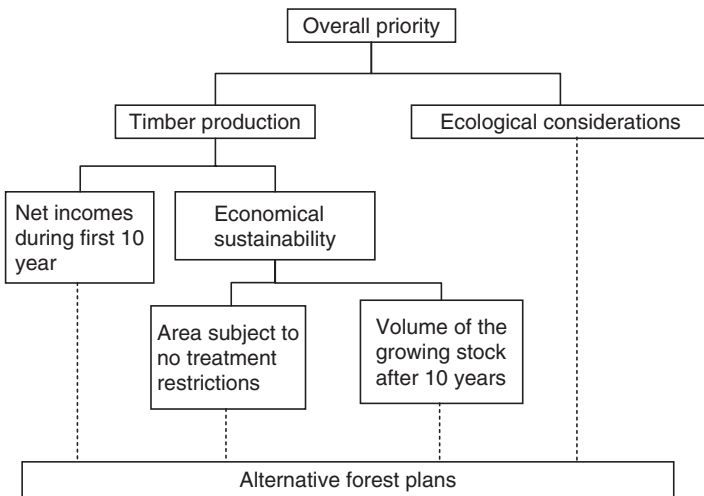 Overall priority
Timber production
Ecological considerations
Net incomes
during first 10
year
Economical
sustainability
Area subject to
no treatment
restrictions
Volume of the
growing stock
after 10 years
Alternative forest plans